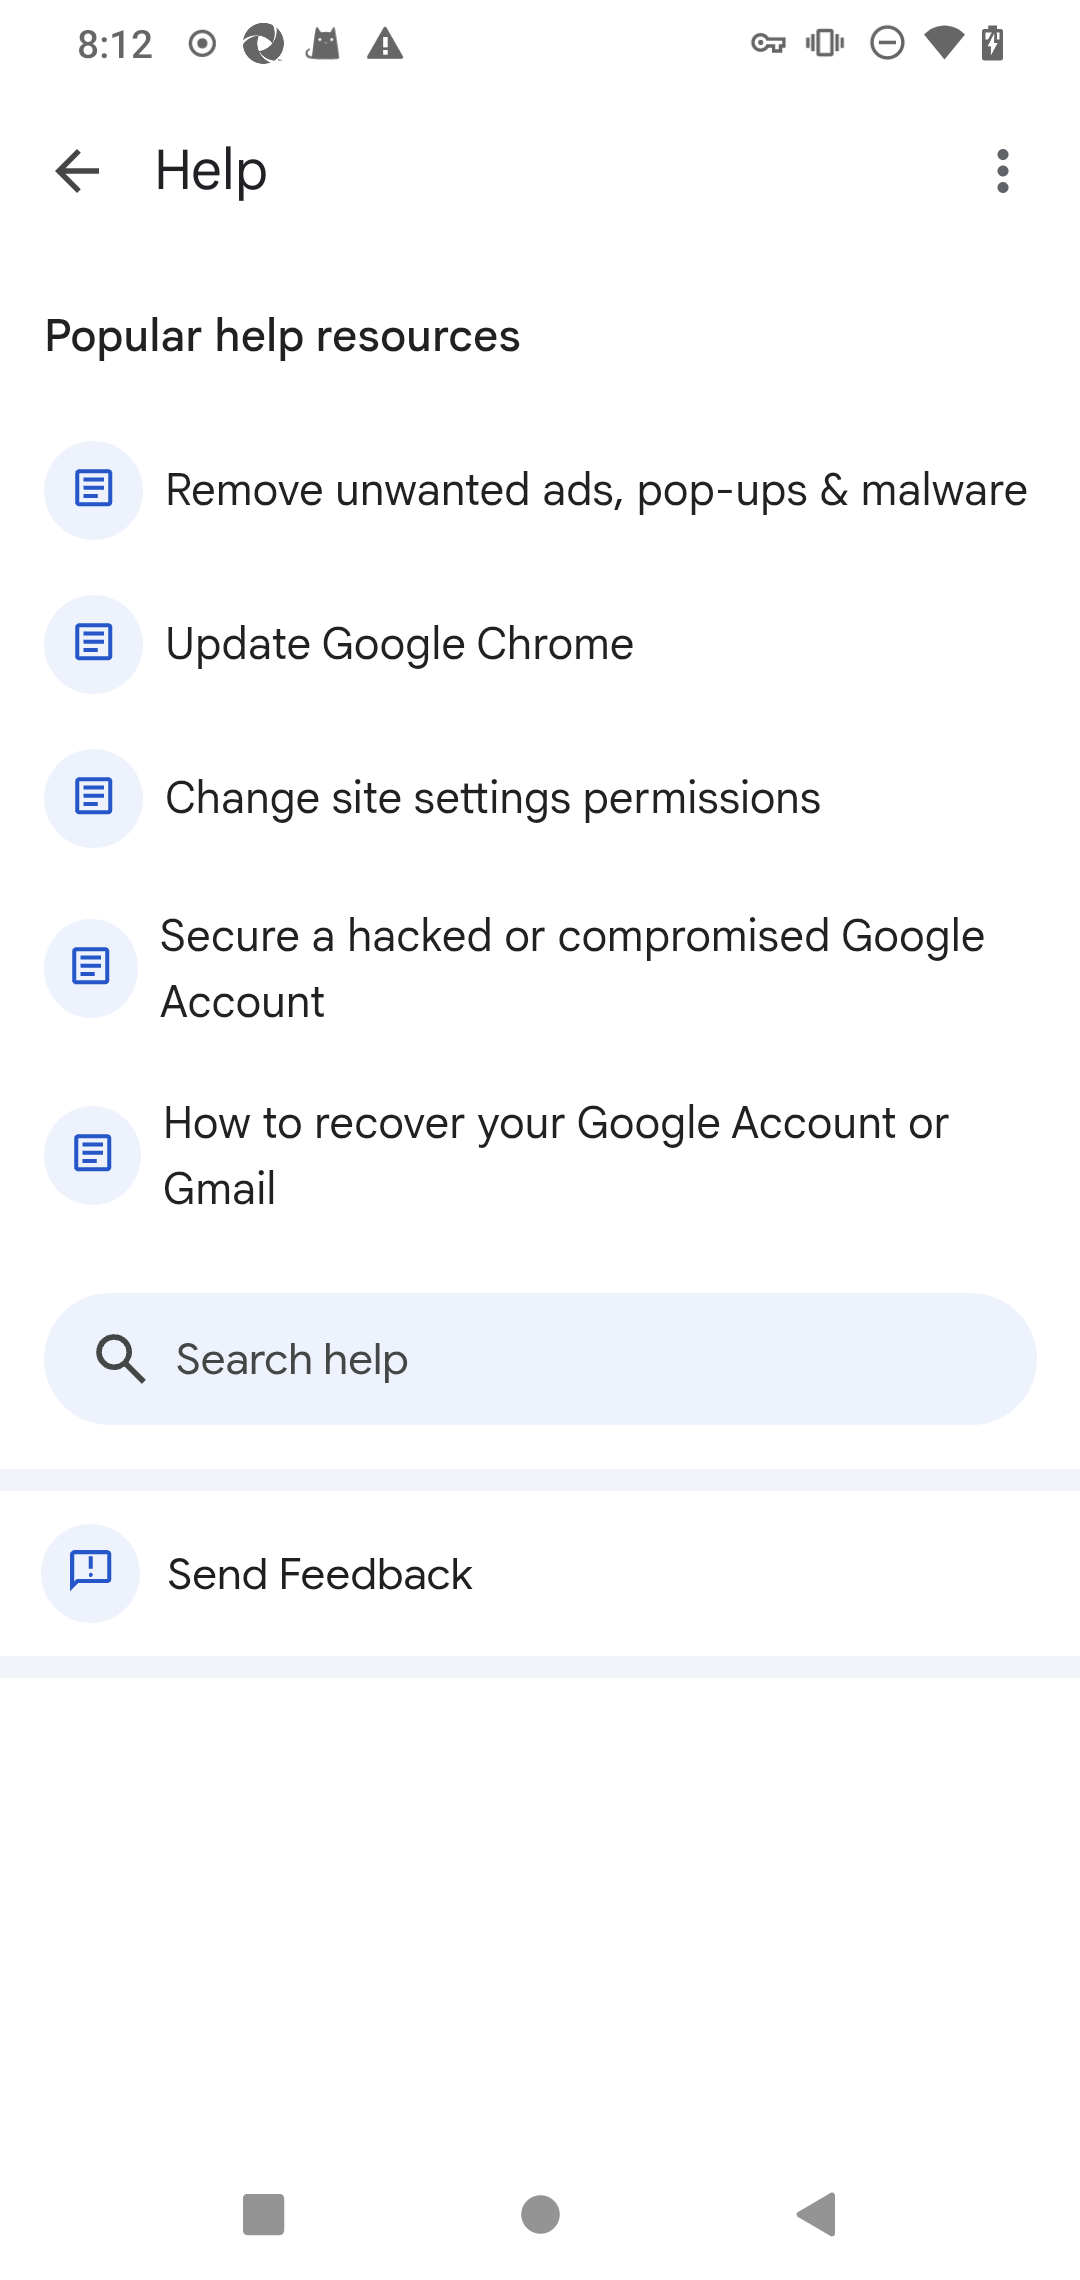 8:12
Help
Popular help resources
Remove unwanted ads, pop-ups & malware
Update Google Chrome
Change site settings permissions
Secure a hacked or compromised Google
Account
How to recover your Google Account or
Gmail
Search help
Send Feedback